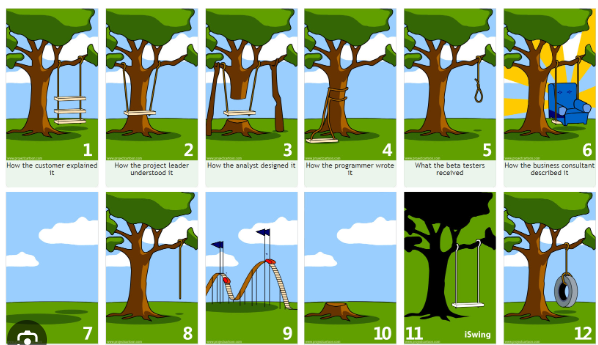 1
2
3
4
5
6
How the customer explained
it
How the project leader
understood it
How the analyst designed it
How the programmer wrote
it
What the beta testers
received
How the business consultant
described it
7
8
9
10
11
iSwing
12